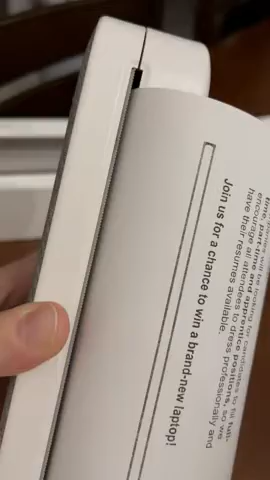 time, part-time and apprentice positions, so we
encourage all attendees to dress professionally and
have their resumes available.
Join us for a chance to win a brand-new laptop!